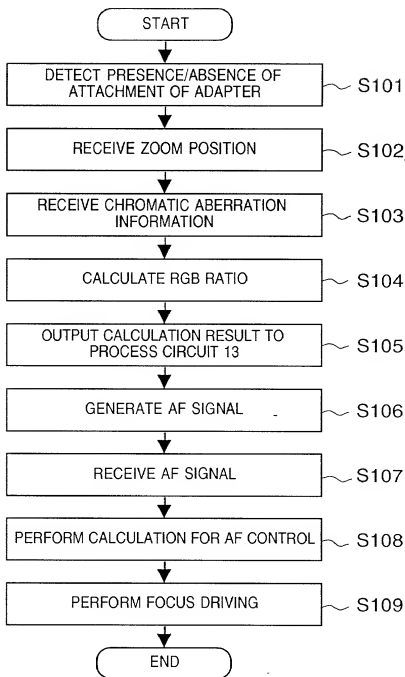 START
DETECT PRESENCE/ABSENCE OF
ATTACHMENT OF ADAPTER
S101
RECEIVE ZOOM POSITION
S102
RECEIVE CHROMATIC ABERRATION
INFORMATION
S103
CALCULATE RGB RATIO
S104
OUTPUT CALCULATION RESULT TO
PROCESS CIRCUIT 13
S105
GENERATE AF SIGNAL
S106
RECEIVE AF SIGNAL
S107
PERFORM CALCULATION FOR AF CONTROL
S108
PERFORM FOCUS DRIVING
S109
END